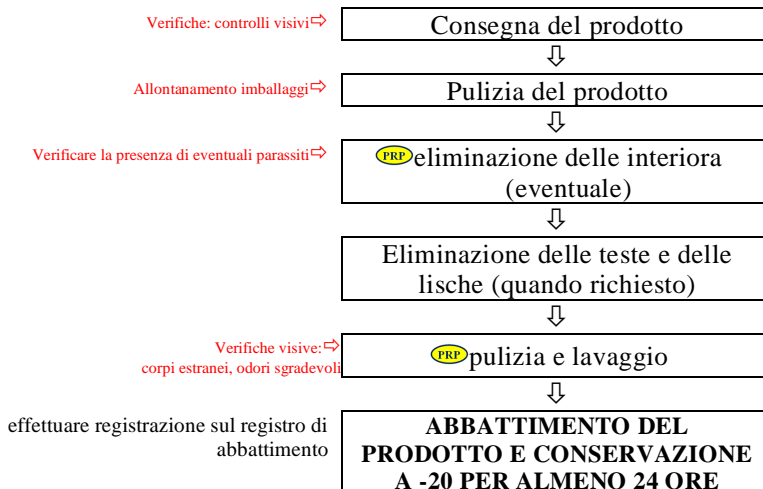 Verifiche: controlli visivi⇨
Consegna del prodotto
Allontanamento imballaggi⇨
Pulizia del prodotto
Verificare la presenza di eventuali parassiti⇨
PRP eliminazione delle interiora
(eventuale)
Eliminazione delle teste e delle
lische (quando richiesto)
Verifiche visive:⇨
corpi estranei, odori sgradevoli
PRP pulizia e lavaggio
effettuare registrazione sul registro di
abbattimento
ABBATTIMENTO DEL
PRODOTTO E CONSERVAZIONE
A -20 PER ALMENO 24 ORE